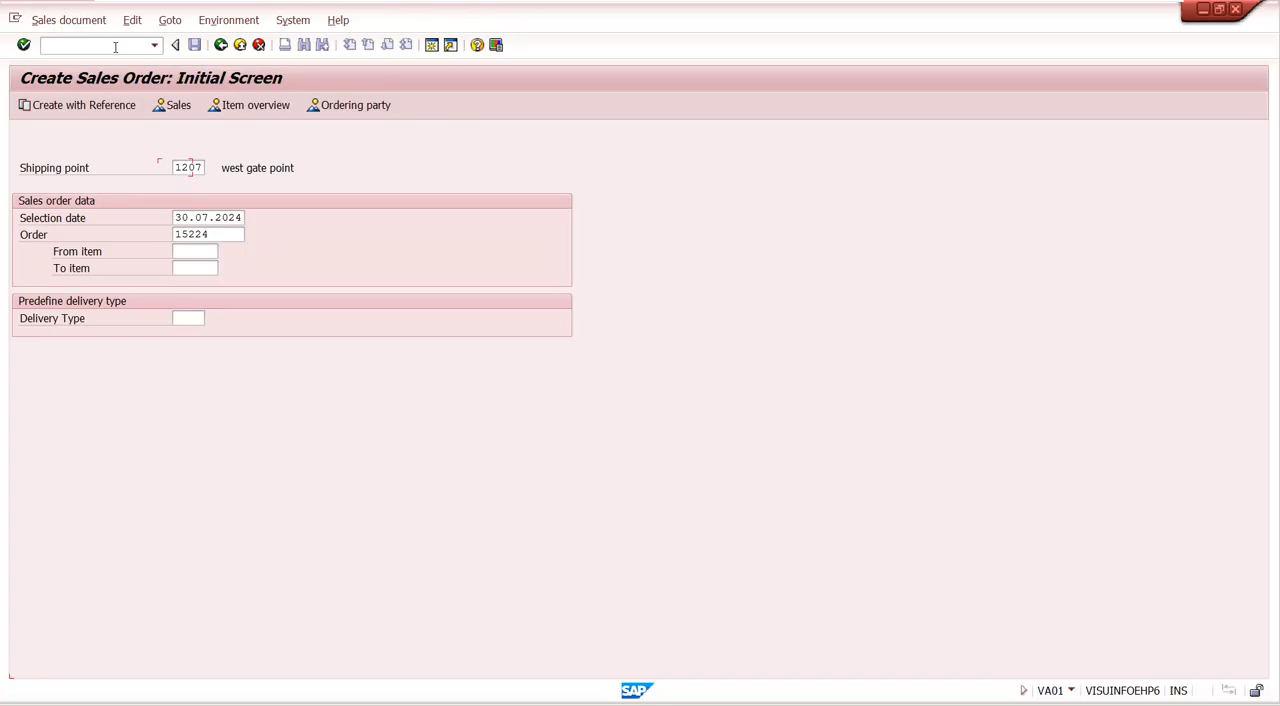 Sales document Edit Goto Environment System Help
Create Sales Order: Initial Screen
Create with Reference Sales Item overview Ordering party
Shipping point 1207 west gate point
Sales order data
Selection date 30.07.2024
Order 15224
From item
To item
Predefine delivery type
Delivery Type
SAP VA01 VISUINFOEHP6 INS